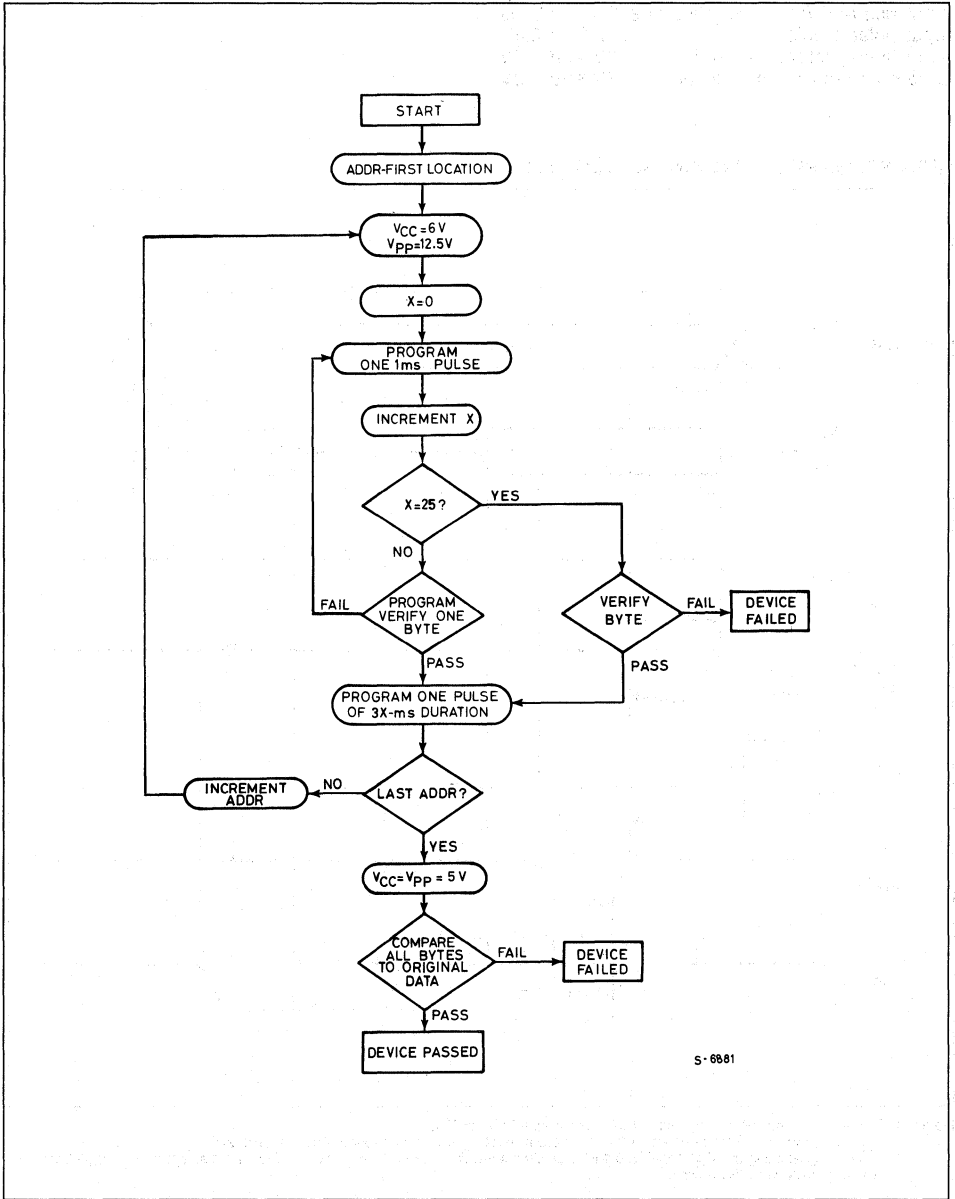 START
ADDR-FIRST LOCATION
VCC=6V
VPP=12.5V
X=0
PROGRAM
ONE 1ms PULSE
INCREMENT X
X=25?
YES
NO
FAIL
PROGRAM
VERIFY ONE
BYTE
VERIFY
BYTE
FAIL
DEVICE
FAILED
PASS
PASS
PROGRAM ONE PULSE
OF 3X-ms DURATION
INCREMENT
ADDR
NO
LAST ADDR?
YES
VCC=VPP = 5V
COMPARE
ALL BYTES
TO ORIGINAL
DATA
FAIL
DEVICE
FAILED
PASS
DEVICE PASSED
S-6881